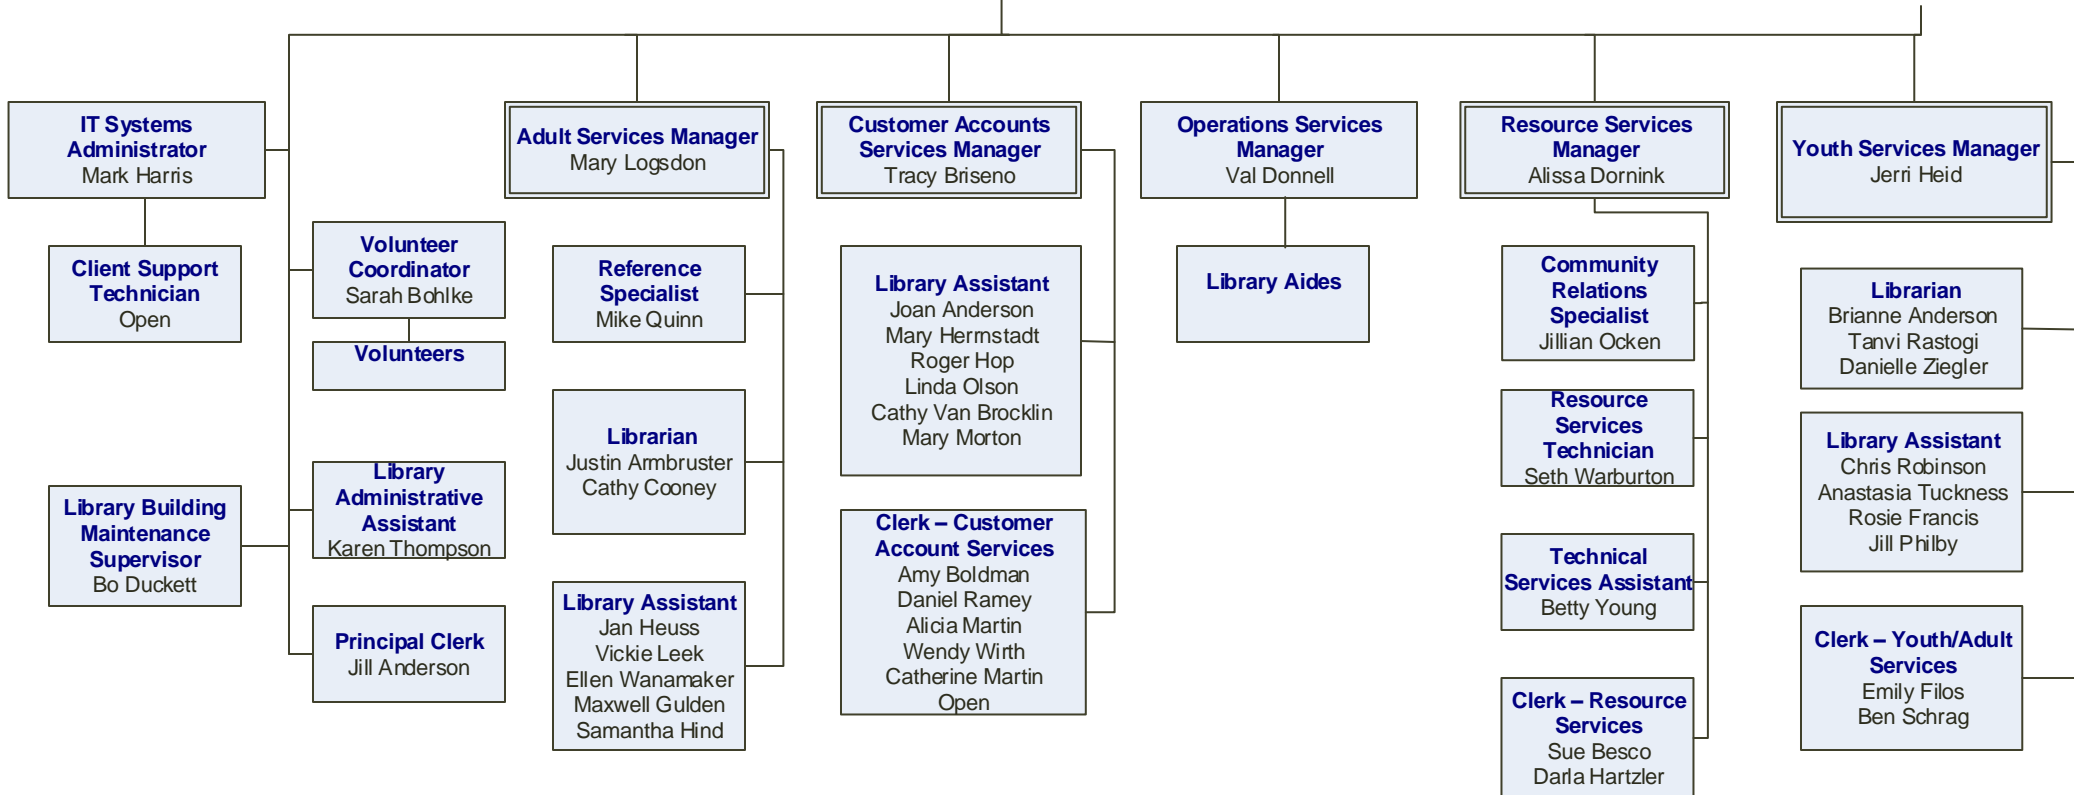 IT Systems
Administrator
Mark Harris
Client Support
Technician
Open
Library Building
Maintenance
Supervisor
Bo Duckett
Volunteer
Coordinator
Sarah Bohlke
Volunteers
Library
Administrative
Assistant
Karen Thompson
Principal Clerk
Jill Anderson
Adult Services Manager
Mary Logsdon
Reference
Specialist
Mike Quinn
Librarian
Justin Armbruster
Cathy Cooney
Library Assistant
Jan Heuss
Vickie Leek
Ellen Wanamaker
Maxwell Gulden
Samantha Hind
Customer Accounts
Services Manager
Tracy Briseno
Library Assistant
Joan Anderson
Mary Herrnstadt
Roger Hop
Linda Olson
Cathy Van Brocklin
Mary Morton
Clerk – Customer
Account Services
Amy Boldman
Daniel Ramey
Alicia Martin
Wendy Wirth
Catherine Martin
Open
Operations Services
Manager
Val Donnell
Library Aides
Resource Services
Manager
Alissa Dornink
Community
Relations
Specialist
Jillian Ocken
Resource
Services
Technician
Seth Warburton
Technical
Services Assistant
Betty Young
Clerk – Resource
Services
Sue Besco
Darla Hartzler
Youth Services Manager
Jerri Heid
Librarian
Brianne Anderson
Tanvi Rastogi
Danielle Ziegler
Library Assistant
Chris Robinson
Anastasia Tuckness
Rosie Francis
Jill Philby
Clerk – Youth/Adult
Services
Emily Filos
Ben Schrag